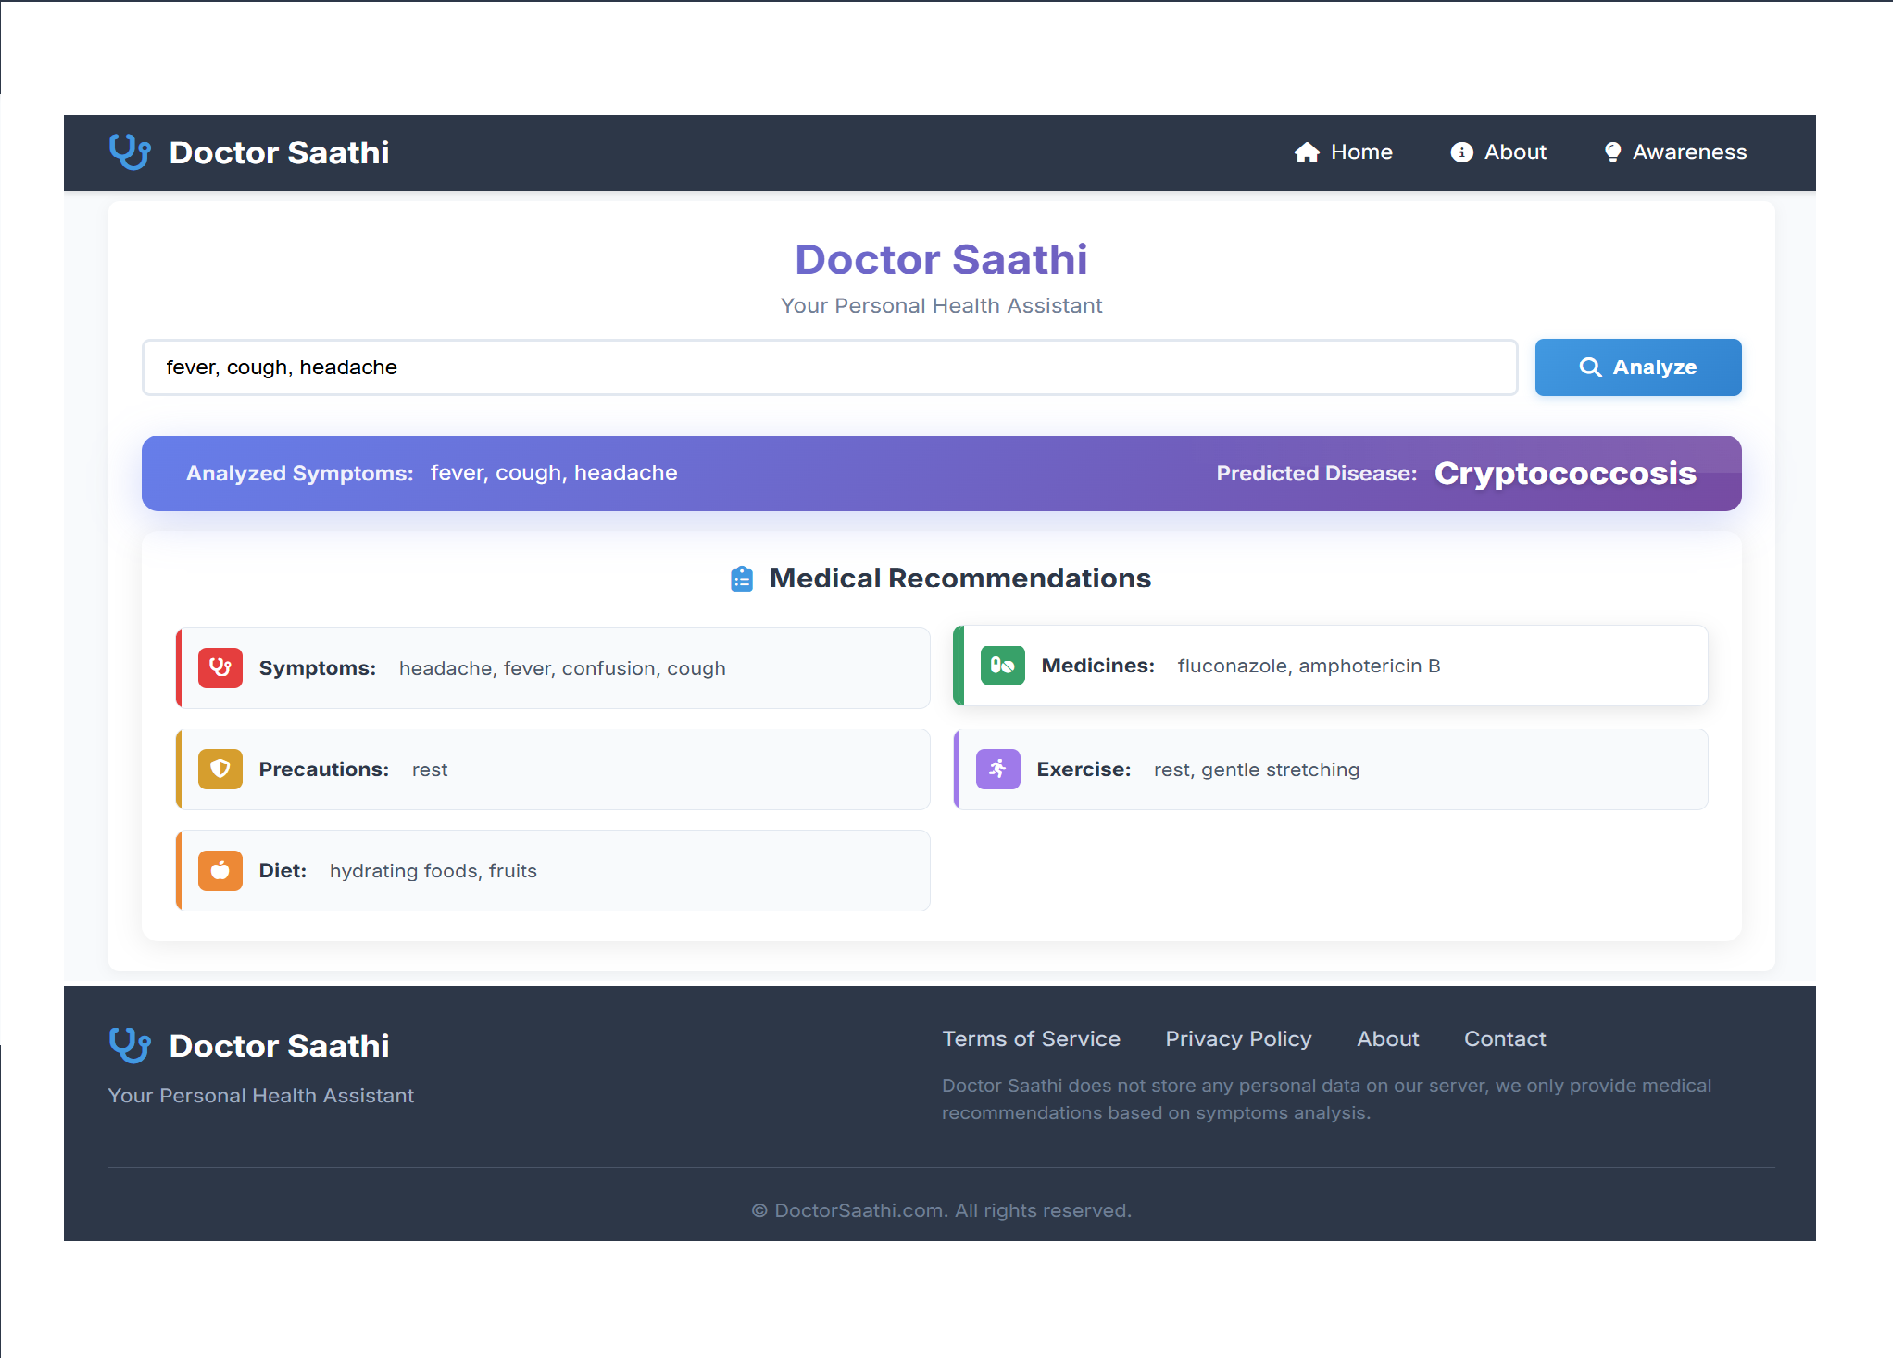 Doctor Saathi
Home About Awareness
Doctor Saathi
Your Personal Health Assistant
fever, cough, headache
Analyze
Analyzed Symptoms: fever, cough, headache
Predicted Disease: Cryptococcosis
Medical Recommendations
Symptoms: headache, fever, confusion, cough
Medicines: fluconazole, amphotericin B
Precautions: rest
Exercise: rest, gentle stretching
Diet: hydrating foods, fruits
Doctor Saathi
Your Personal Health Assistant
Terms of Service Privacy Policy About Contact
Doctor Saathi does not store any personal data on our server, we only provide medical
recommendations based on symptoms analysis.
© DoctorSaathi.com. All rights reserved.